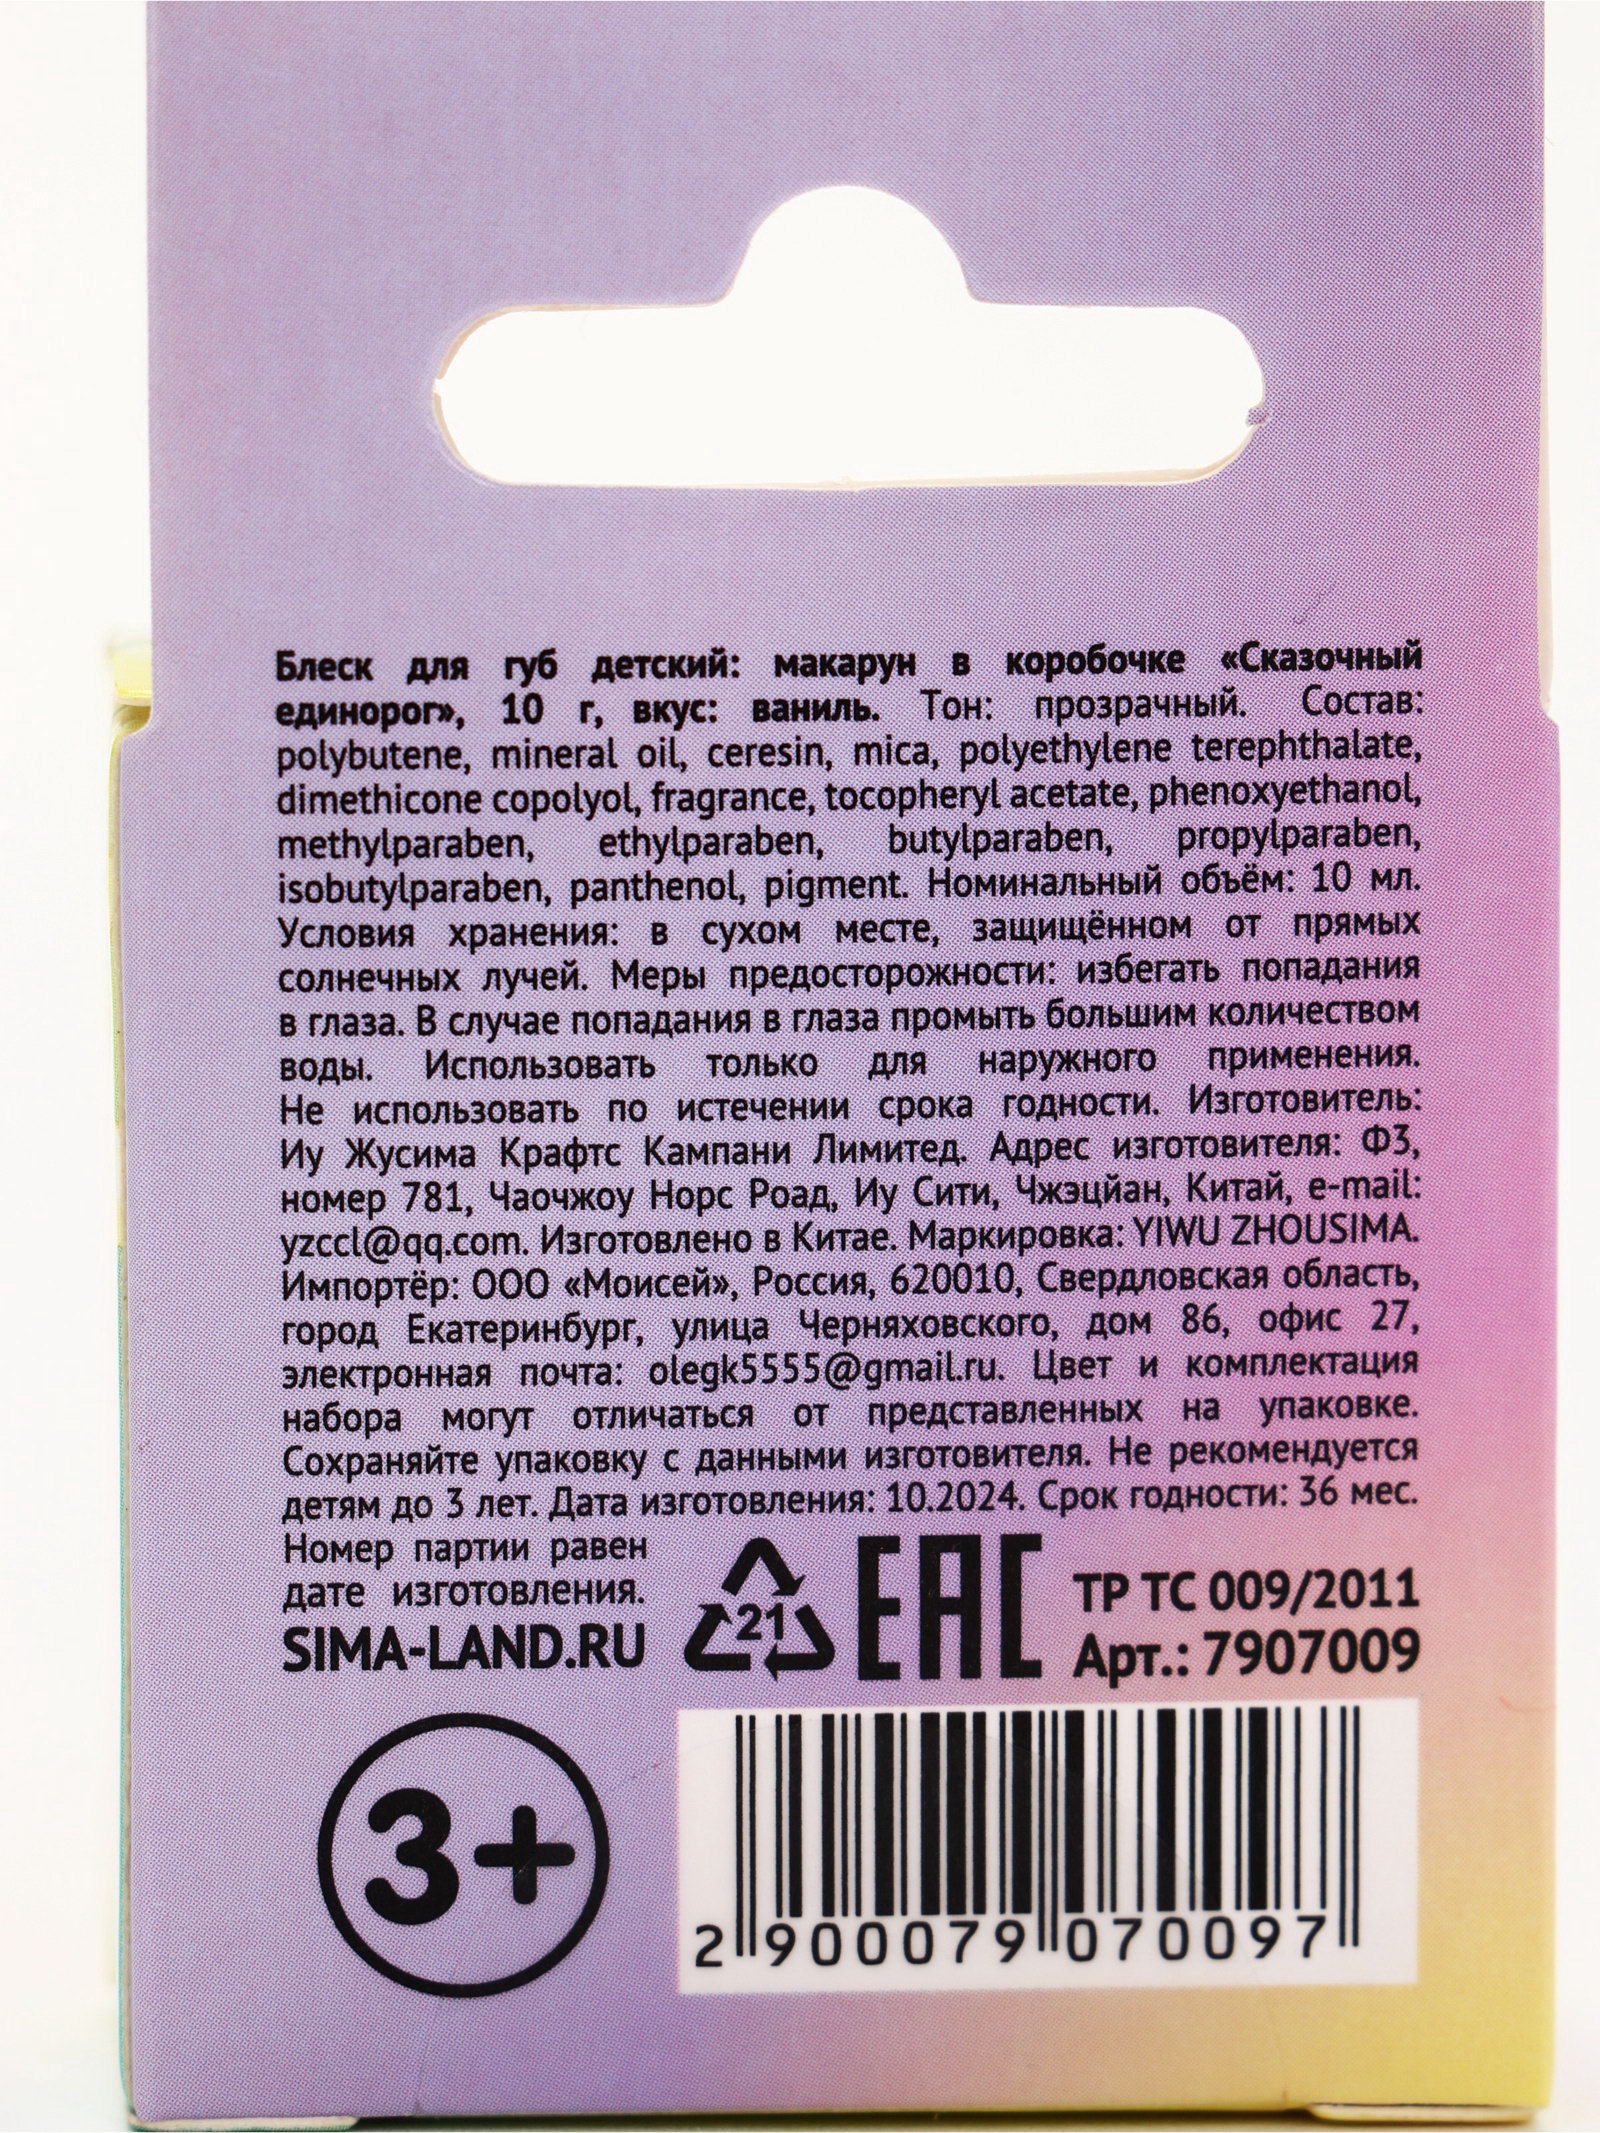 Блеск для губ детский: макарун в коробочке «Сказочный
единорог», 10 г, вкус: ваниль. Тон: прозрачный. Состав:
polybutene, mineral oil, ceresin, mica, polyethylene terephthalate,
dimethicone copolyol, fragrance, tocopheryl acetate, phenoxyethanol,
methylparaben, ethylparaben, butylparaben, propylparaben,
isobutylparaben, panthenol, pigment. Номинальный объём: 10 мл.
Условия хранения: в сухом месте, защищённом от прямых
солнечных лучей. Меры предосторожности: избегать попадания
в глаза. В случае попадания в глаза промыть большим количеством
воды. Использовать только для наружного применения.
Не использовать по истечении срока годности. Изготовитель:
Иу Жусима Крафтс Кампани Лимитед. Адрес изготовителя: Ф3,
номер 781, Чаочжоу Норс Роад, Иу Сити, Чжэцйан, Китай, e-mail:
yzccl@qq.com. Изготовлено в Китае. Маркировка: YIWU ZHOUSIMA.
Импортёр: ООО «Моисей», Россия, 620010, Свердловская область,
город Екатеринбург, улица Черняховского, дом 86, офис 27,
электронная почта: olegk5555@gmail.ru. Цвет и комплектация
набора могут отличаться от представленных на упаковке.
Сохраняйте упаковку с данными изготовителя. Не рекомендуется
детям до 3 лет. Дата изготовления: 10.2024. Срок годности: 36 мес.
Номер партии равен
дате изготовления.
SIMA-LAND.RU
21
EAC
ТР ТС 009/2011
Арт.: 7907009
3+
2 900079 070097